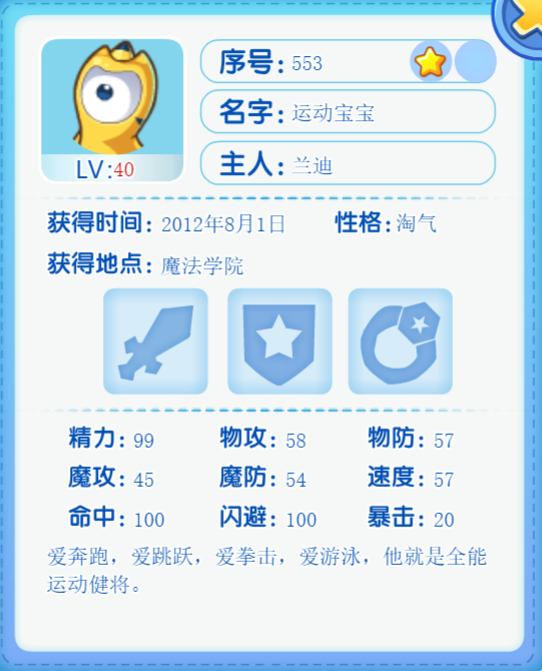 序号: 553
名字: 运动宝宝
主人: 兰迪
LV:40
获得时间: 2012年8月1日 性格: 淘气
获得地点: 魔法学院
精力: 99 物攻: 58 物防: 57
魔攻: 45 魔防: 54 速度: 57
命中: 100 闪避: 100 暴击: 20
爱奔跑，爱跳跃，爱拳击，爱游泳，他就是全能
运动健将。